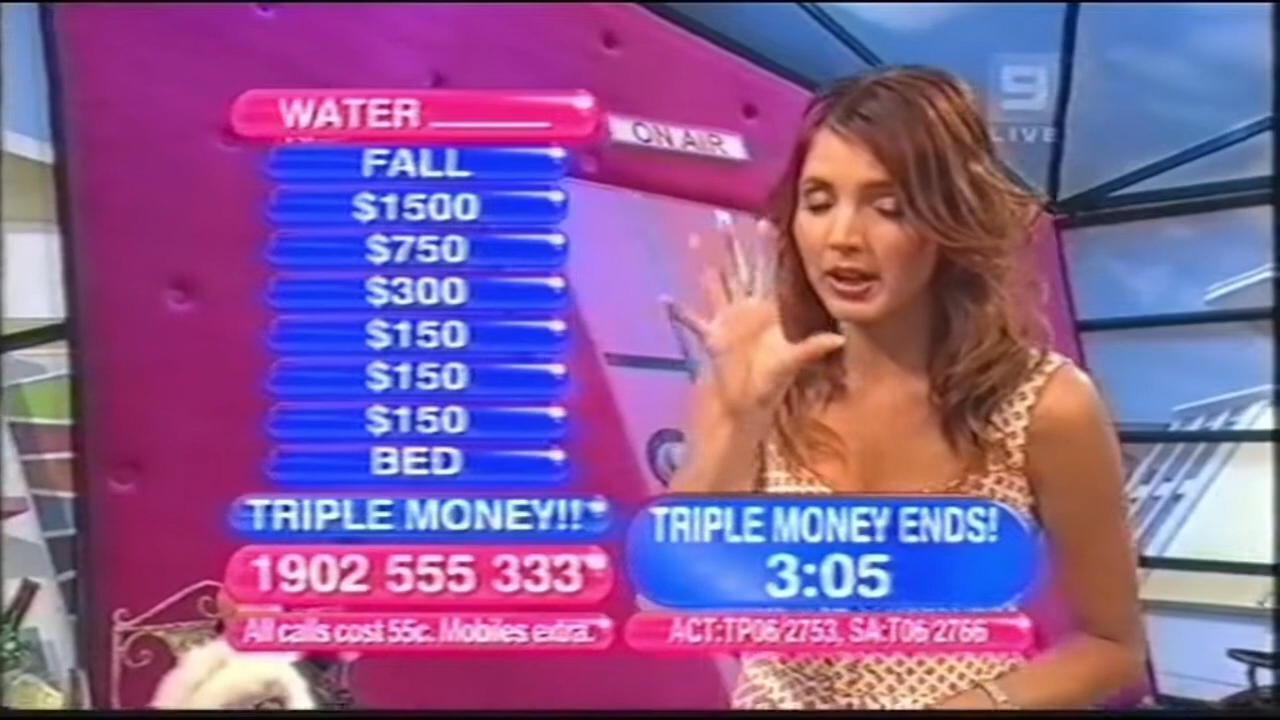 9
LIVE
WATER ________
ON AIR
FALL
$1500
$750
$300
$150
$150
$150
BED
TRIPLE MONEY!!*
TRIPLE MONEY ENDS!
1902 555 333*
3:05
All calls cost 55c. Mobiles extra.*
ACT:TP06 2753, SA:T06 2766